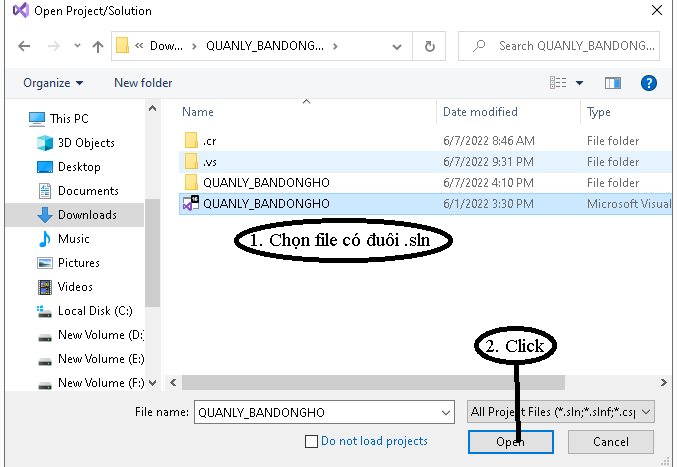 Open Project/Solution
« Dow... › QUANLY_BANDONG... ›
Search QUANLY_BANDONG...
Organize New folder
This PC
3D Objects
Desktop
Documents
Downloads
Music
Pictures
Videos
Local Disk (C:)
New Volume (D:)
New Volume (E:)
New Volume (F:)
Name Date modified Type
.cr 6/7/2022 8:46 AM File folder
.vs 6/7/2022 9:31 PM File folder
QUANLY_BANDONGHO 6/7/2022 4:10 PM File folder
QUANLY_BANDONGHO 6/1/2022 3:30 PM Microsoft Visual
1. Chọn file có đuôi .sln
2. Click
File name: QUANLY_BANDONGHO All Project Files (*.sln;*.slnf;*.csp
Do not load projects
Open Cancel